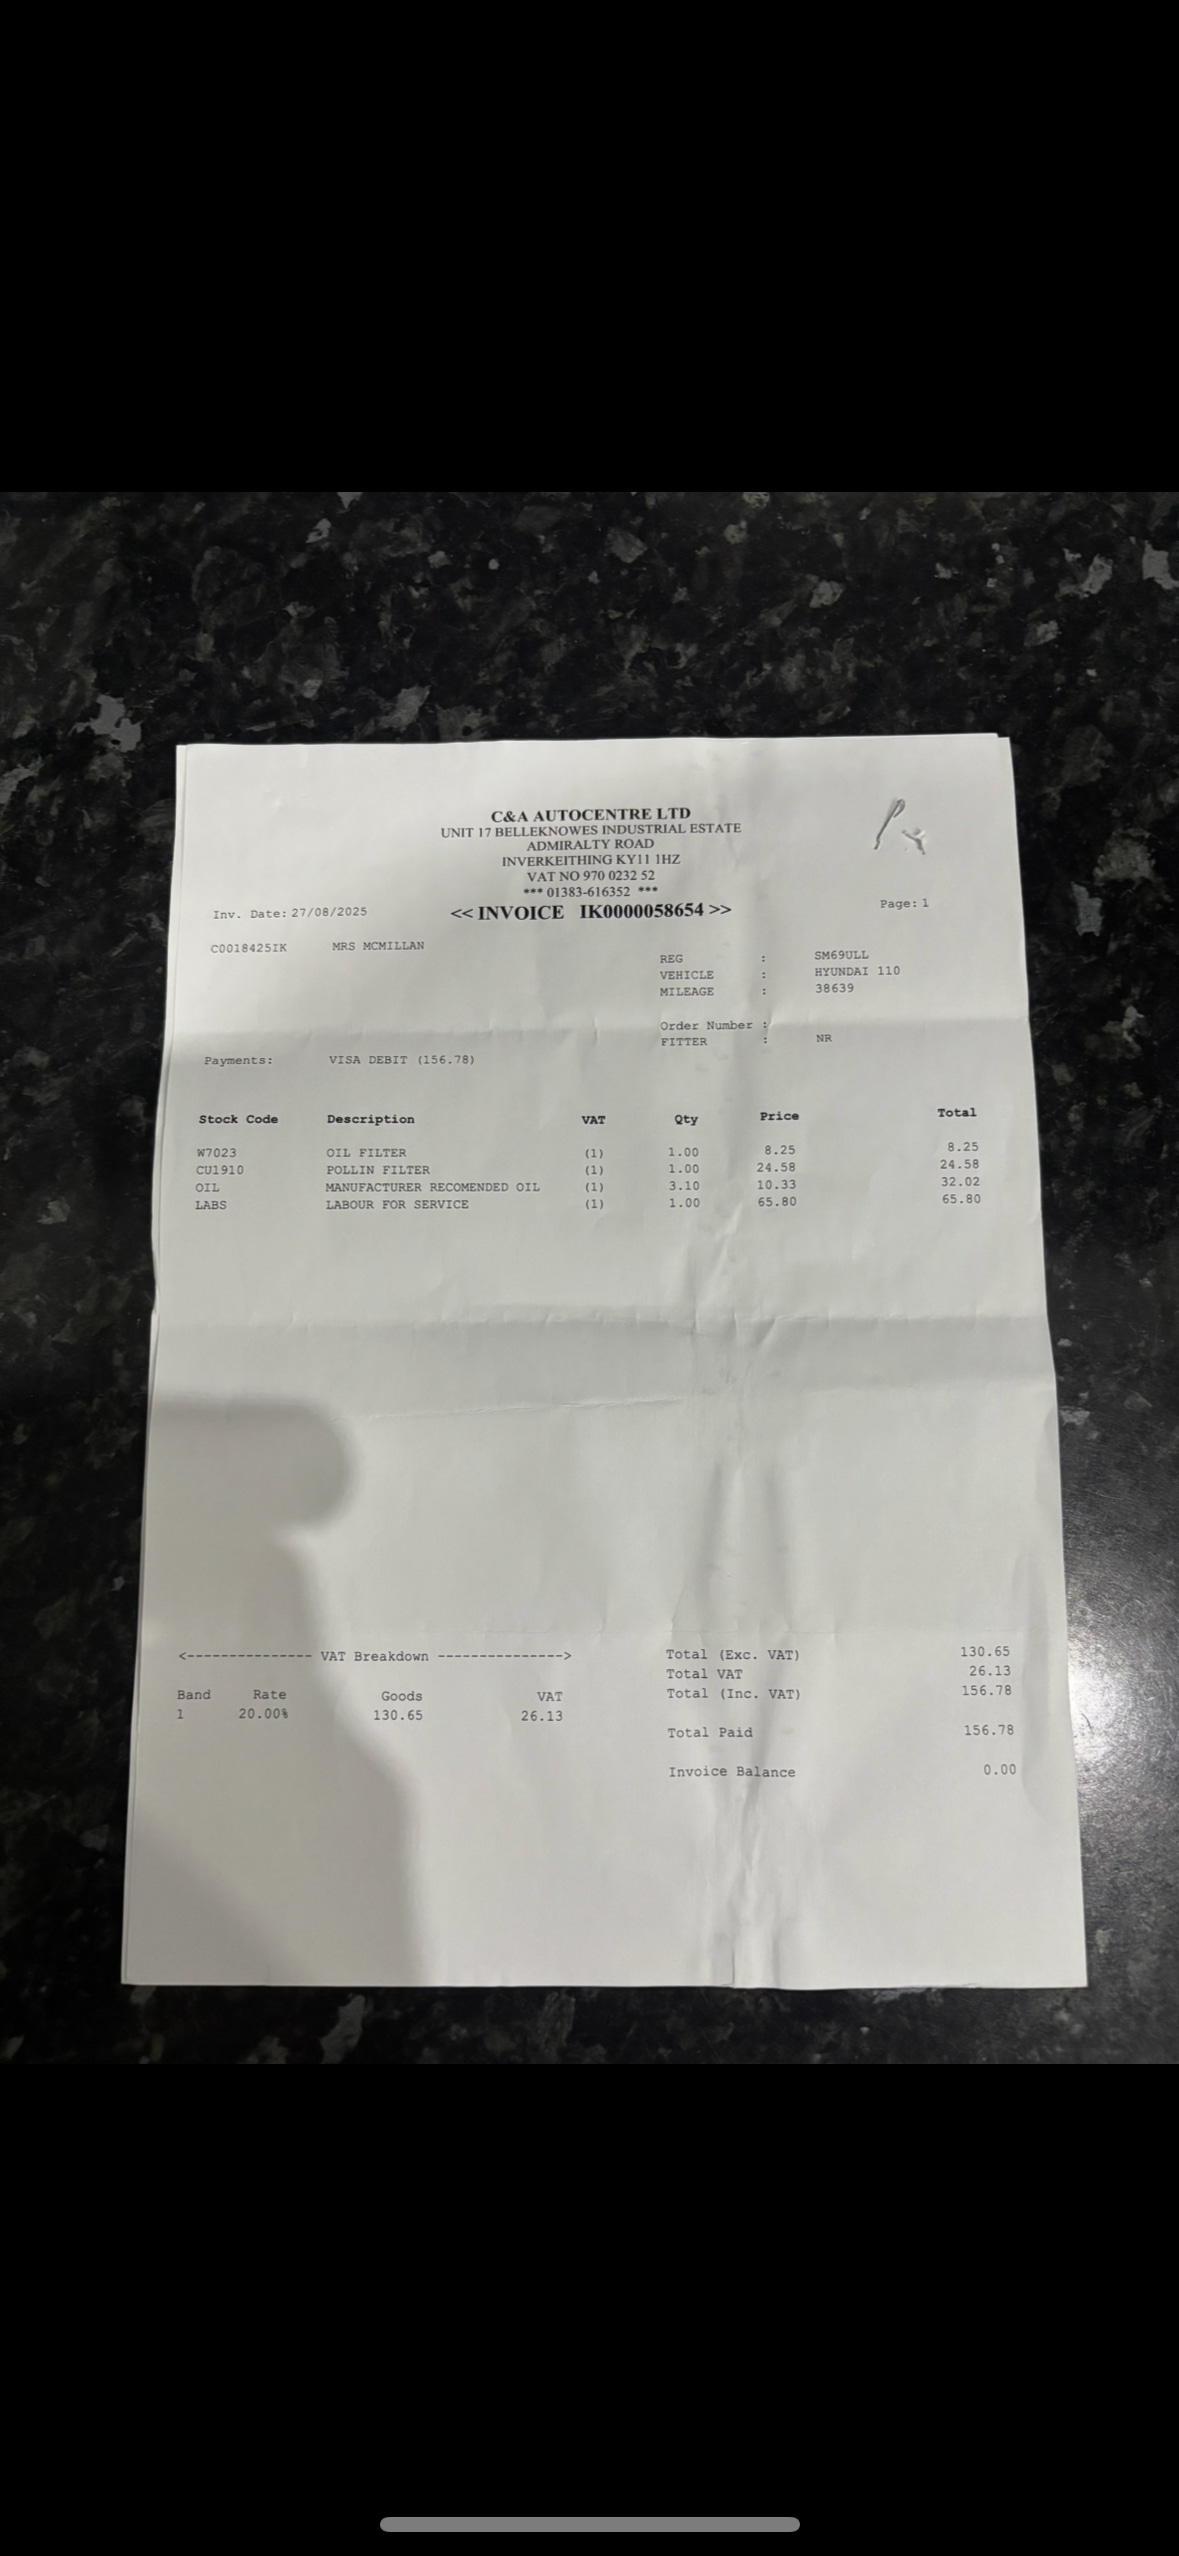 C&A AUTOCENTRE LTD
UNIT 17 BELLEKNOWES INDUSTRIAL ESTATE
ADMIRALTY ROAD
INVERKEITHING KY11 1HZ
VAT NO 970 0232 52
*** 01383-616352 ***
Inv. Date: 27/08/2025 << INVOICE IK0000058654 >> Page: 1
C0018425IK MRS MCMILLAN
REG : SM69ULL
VEHICLE : HYUNDAI 110
MILEAGE : 38639
Order Number :
FITTER : NR
Payments: VISA DEBIT (156.78)
Stock Code Description VAT Qty Price Total
W7023 OIL FILTER (1) 1.00 8.25 8.25
CU1910 POLLIN FILTER (1) 1.00 24.58 24.58
OIL MANUFACTURER RECOMENDED OIL (1) 3.10 10.33 32.02
LABS LABOUR FOR SERVICE (1) 1.00 65.80 65.80
<--------------- VAT Breakdown --------------->
Band Rate Goods VAT
1 20.00% 130.65 26.13
Total (Exc. VAT) 130.65
Total VAT 26.13
Total (Inc. VAT) 156.78
Total Paid 156.78
Invoice Balance 0.00